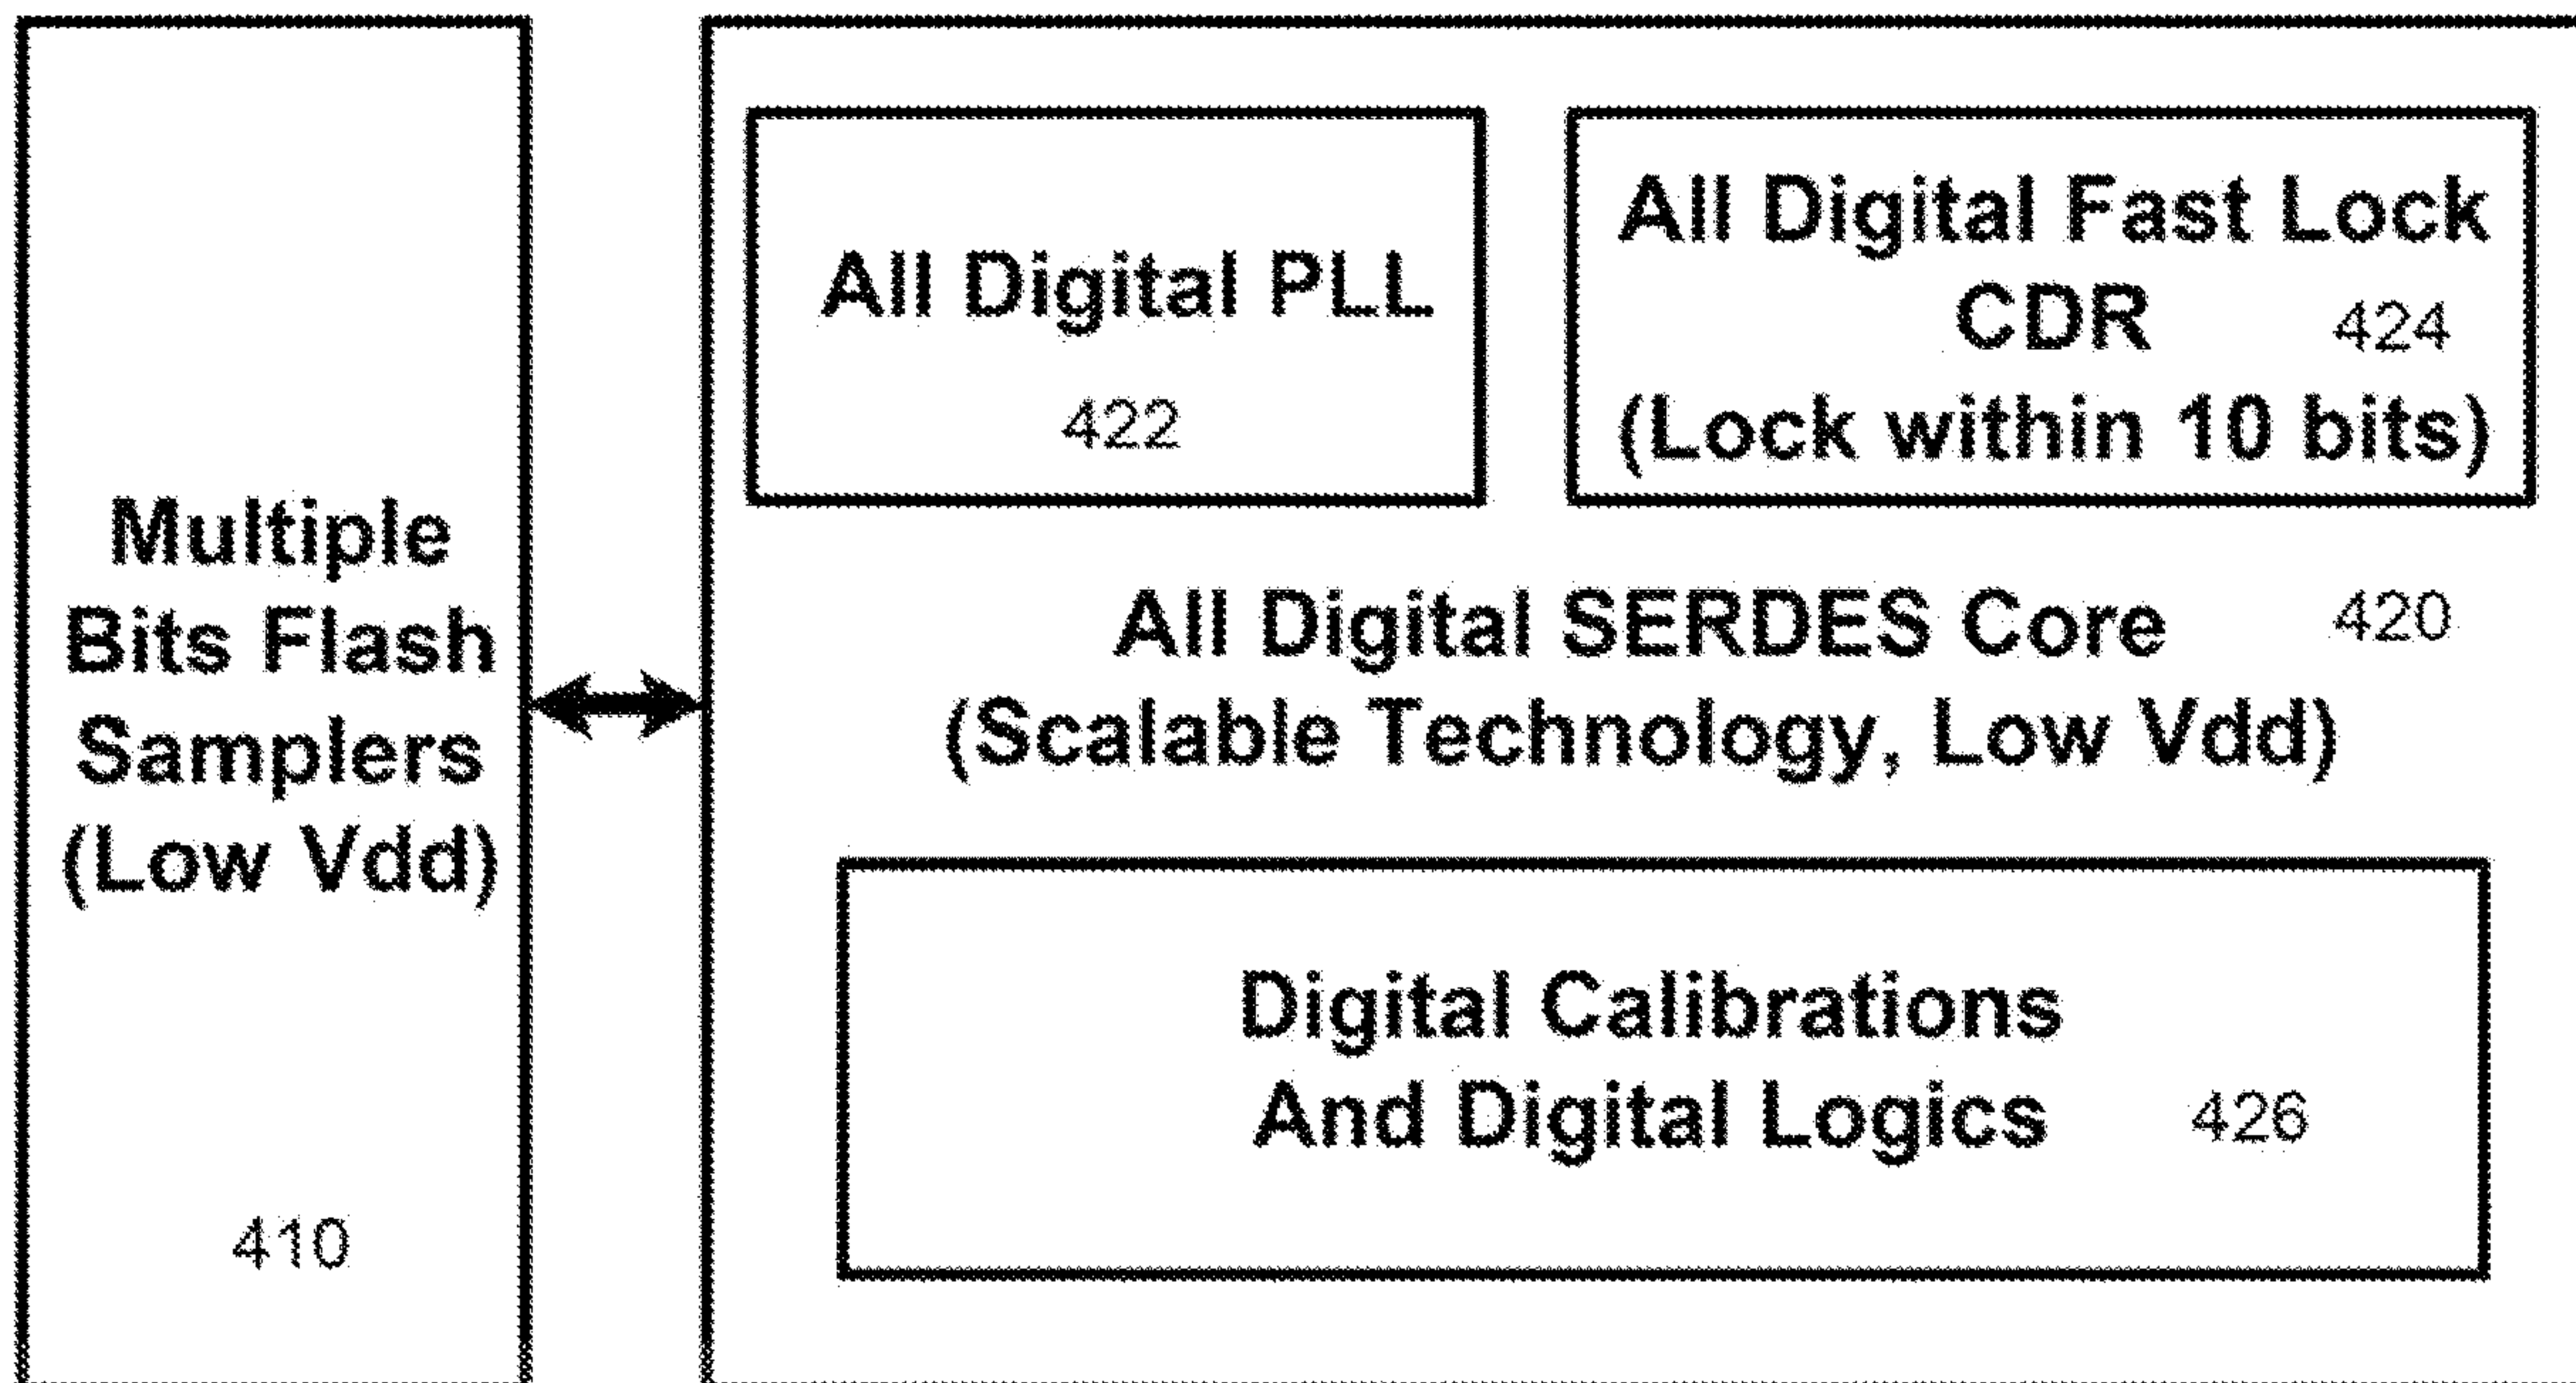 Multiple
Bits Flash
Samplers
(Low Vdd)
410
All Digital PLL
422
All Digital Fast Lock
CDR 424
(Lock within 10 bits)
All Digital SERDES Core 420
(Scalable Technology, Low Vdd)
Digital Calibrations
And Digital Logics 426